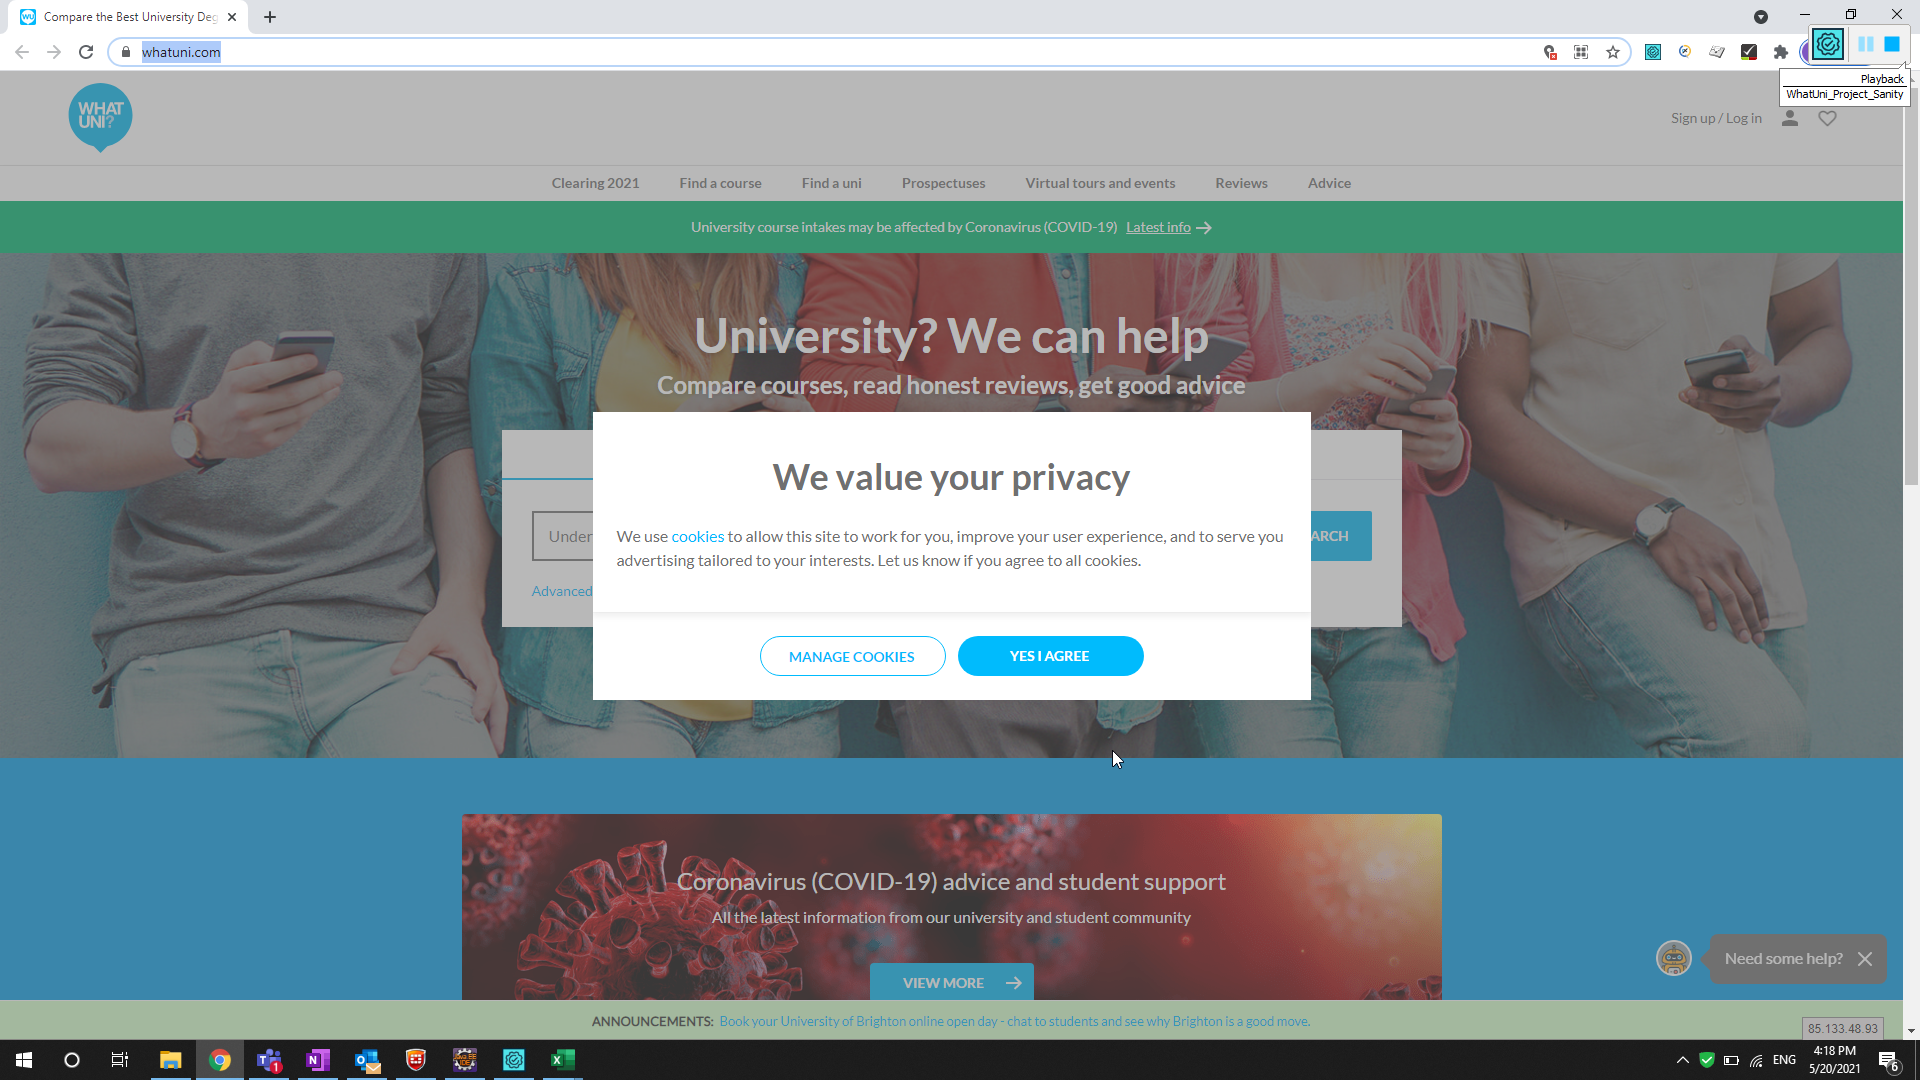 Compare the Best University Deg
whatuni.com
Playback
WhatUni_Project_Sanity
WHAT
UNI?
Sign up / Log in
Clearing 2021
Find a course
Find a uni
Prospectuses
Virtual tours and events
Reviews
Advice
University course intakes may be affected by Coronavirus (COVID-19) Latest info
University? We can help
Compare courses, read honest reviews, get good advice
We value your privacy
We use cookies to allow this site to work for you, improve your user experience, and to serve you
advertising tailored to your interests. Let us know if you agree to all cookies.
Under
ARCH
Advanced
MANAGE COOKIES
YES I AGREE
Coronavirus (COVID-19) advice and student support
All the latest information from our university and student community
VIEW MORE
Need some help?
ANNOUNCEMENTS: Book your University of Brighton online open day - chat to students and see why Brighton is a good move.
85.133.48.93
ENG
4:18 PM
5/20/2021
6